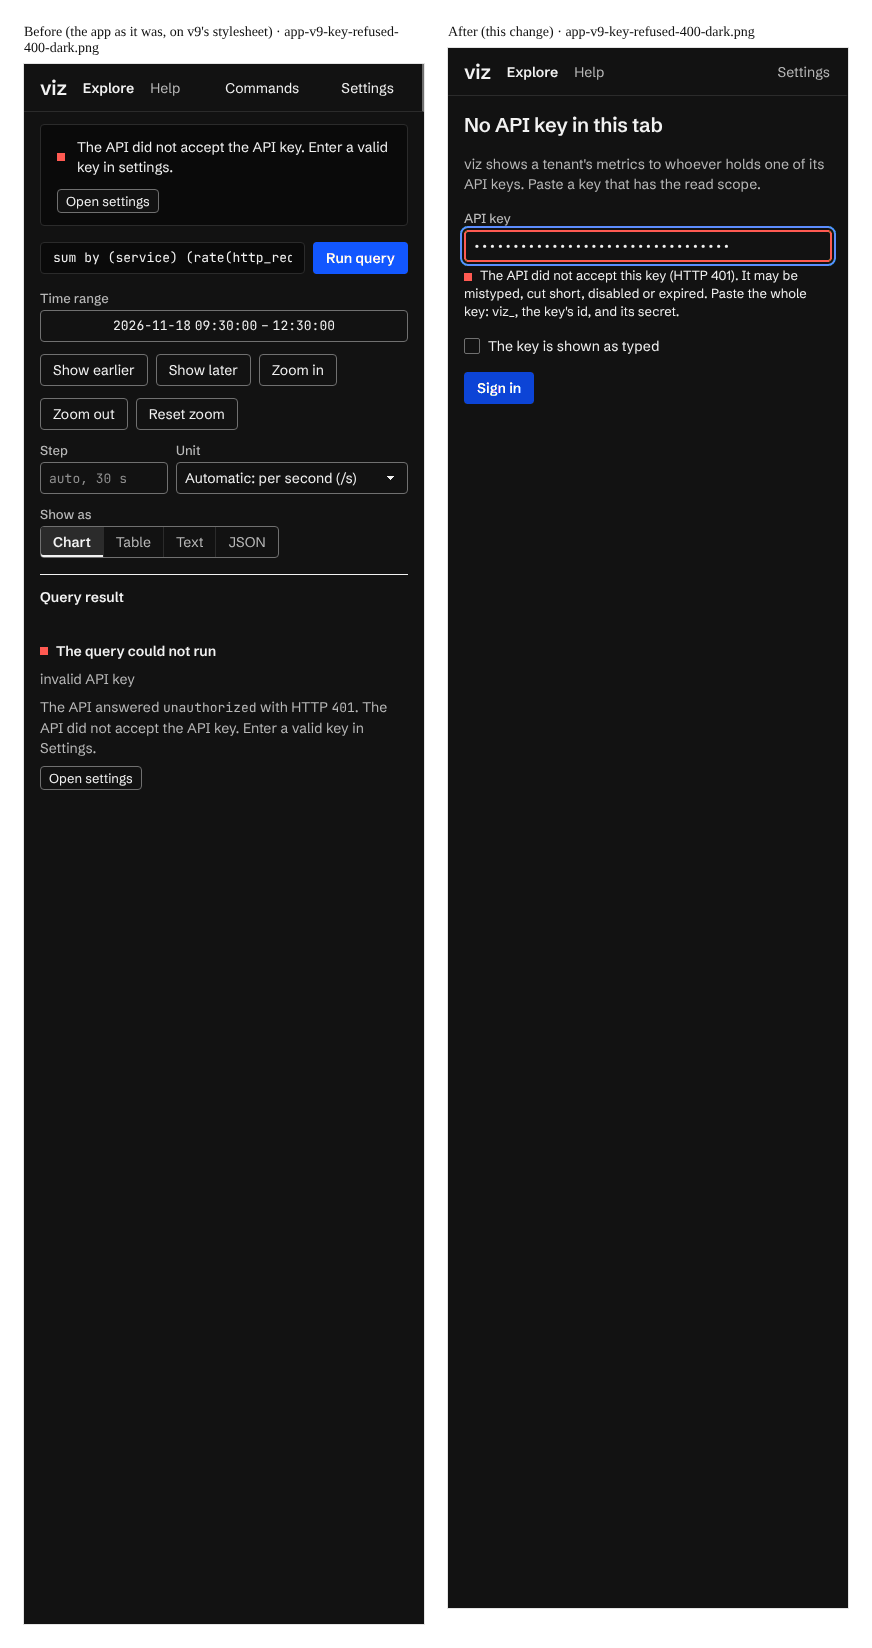 Before (the app as it was, on v9's stylesheet) · app-v9-key-refused-
400-dark.png
viz Explore Help Commands Settings
The API did not accept the API key. Enter a valid
key in settings.
Open settings
sum by (service) (rate(http_rec Run query
Time range
2026-11-18 09:30:00 – 12:30:00
Show earlier Show later Zoom in
Zoom out Reset zoom
Step Unit
auto, 30 s Automatic: per second (/s)
Show as
Chart Table Text JSON
Query result
The query could not run
invalid API key
The API answered unauthorized with HTTP 401. The
API did not accept the API key. Enter a valid key in
Settings.
Open settings
After (this change) · app-v9-key-refused-400-dark.png
viz Explore Help Settings
No API key in this tab
viz shows a tenant's metrics to whoever holds one of its
API keys. Paste a key that has the read scope.
API key
The API did not accept this key (HTTP 401). It may be
mistyped, cut short, disabled or expired. Paste the whole
key: viz_, the key's id, and its secret.
The key is shown as typed
Sign in